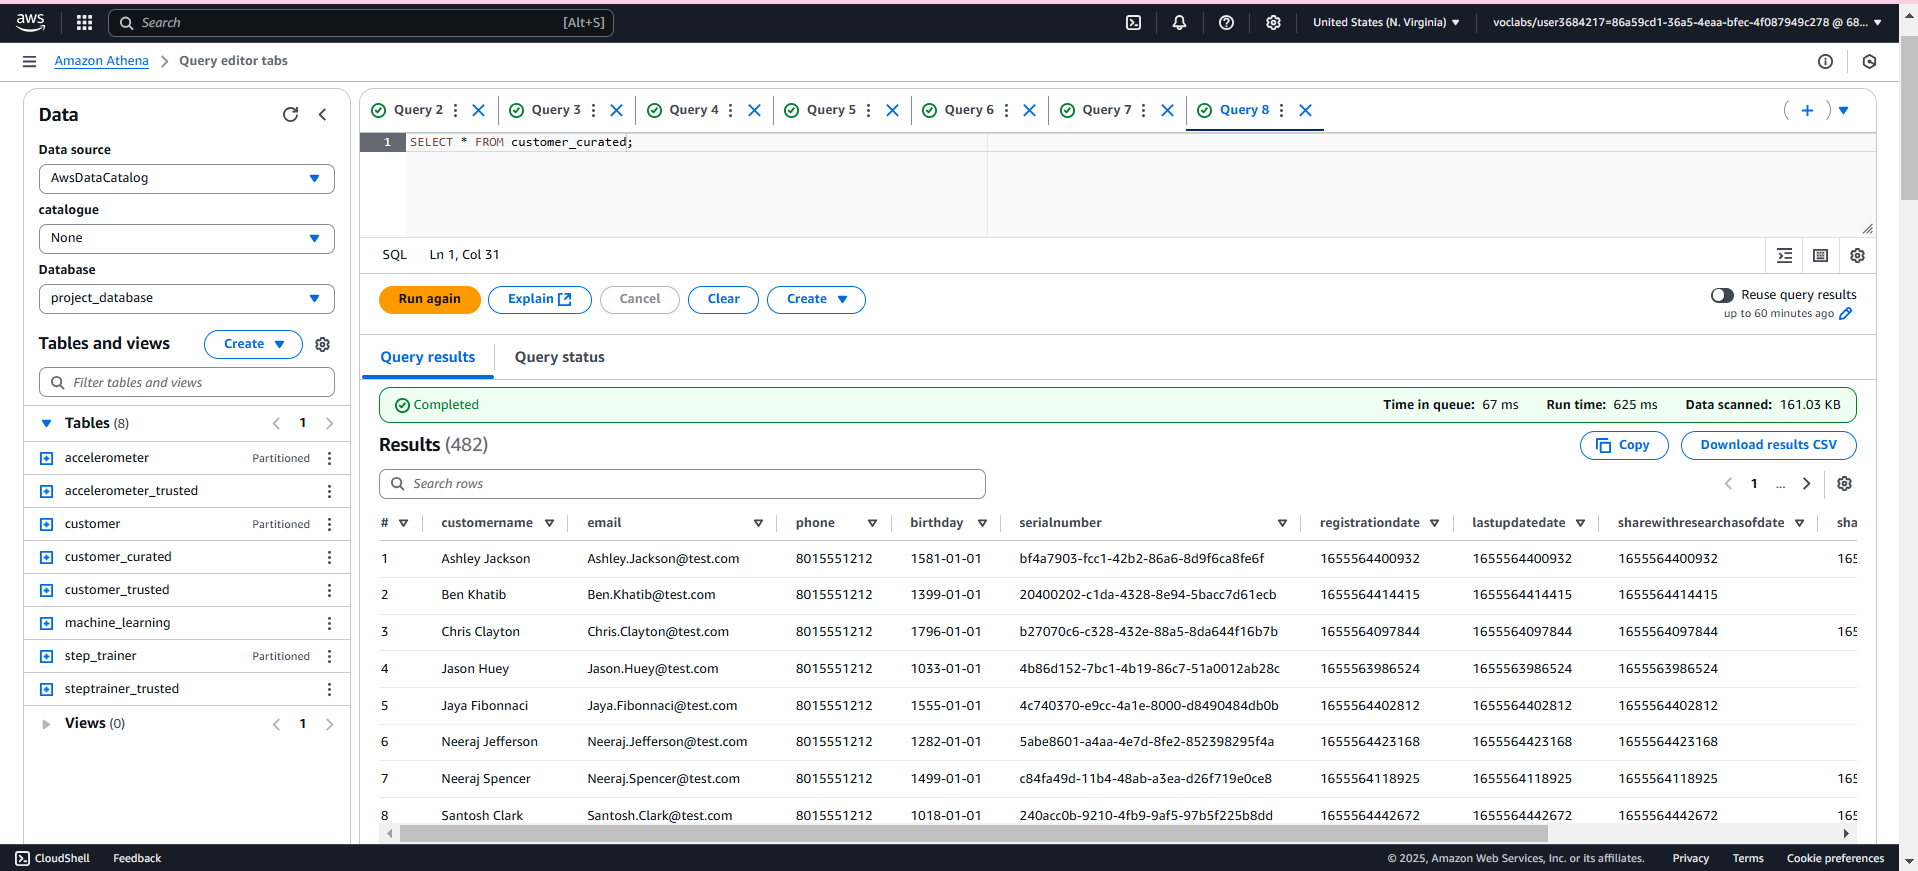 aws Search [Alt+S] United States (N. Virginia) voclabs/user3684217=86a59cd1-36a5-4eaa-bfec-4f087949c278 @ 68...
Amazon Athena Query editor tabs
Data
Data source
AwsDataCatalog
catalogue
None
Database
project_database
Tables and views Create
Filter tables and views
Tables (8) 1
accelerometer Partitioned
accelerometer_trusted
customer Partitioned
customer_curated
customer_trusted
machine_learning
step_trainer Partitioned
steptrainer_trusted
Views (0) 1
Query 2 Query 3 Query 4 Query 5 Query 6 Query 7 Query 8
1 SELECT * FROM customer_curated;
SQL Ln 1, Col 31
Run again Explain Cancel Clear Create Reuse query results
up to 60 minutes ago
Query results Query status
Completed Time in queue: 67 ms Run time: 625 ms Data scanned: 161.03 KB
Results (482) Copy Download results CSV
Search rows 1 ...
# customername email phone birthday serialnumber registrationdate lastupdatedate sharewithresearchasofdate sha
1 Ashley Jackson Ashley.Jackson@test.com 8015551212 1581-01-01 bf4a7903-fcc1-42b2-86a6-8d9f6ca8fe6f 1655564400932 1655564400932 1655564400932 165
2 Ben Khatib Ben.Khatib@test.com 8015551212 1399-01-01 20400202-c1da-4328-8e94-5bacc7d61ecb 1655564414415 1655564414415 1655564414415
3 Chris Clayton Chris.Clayton@test.com 8015551212 1796-01-01 b27070c6-c328-432e-88a5-8da644f16b7b 1655564097844 1655564097844 1655564097844 165
4 Jason Huey Jason.Huey@test.com 8015551212 1033-01-01 4b86d152-7bc1-4b19-86c7-51a0012ab28c 1655563986524 1655563986524 1655563986524
5 Jaya Fibonnaci Jaya.Fibonnaci@test.com 8015551212 1555-01-01 4c740370-e9cc-4a1e-8000-d8490484db0b 1655564402812 1655564402812 1655564402812
6 Neeraj Jefferson Neeraj.Jefferson@test.com 8015551212 1282-01-01 5abe8601-a4aa-4e7d-8fe2-852398295f4a 1655564423168 1655564423168 1655564423168
7 Neeraj Spencer Neeraj.Spencer@test.com 8015551212 1499-01-01 c84fa49d-11b4-48ab-a3ea-d26f719e0ce8 1655564118925 1655564118925 1655564118925 165
8 Santosh Clark Santosh.Clark@test.com 8015551212 1018-01-01 240acc0b-9210-4fb9-9af5-97b5f225b8dd 1655564442672 1655564442672 1655564442672 165
CloudShell Feedback © 2025, Amazon Web Services, Inc. or its affiliates. Privacy Terms Cookie preferences